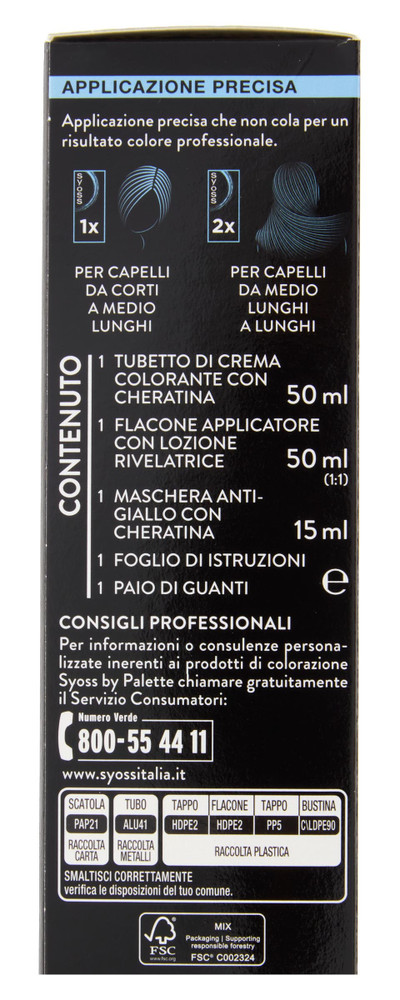 APPLICAZIONE PRECISA
Applicazione precisa che non cola per un
risultato colore professionale.
SYOSS
1x
SYOSS
2x
PER CAPELLI
DA CORTI
A MEDIO
LUNGHI
PER CAPELLI
DA MEDIO
LUNGHI
A LUNGHI
CONTENUTO
1 TUBETTO DI CREMA
COLORANTE CON
CHERATINA 50 ml
1 FLACONE APPLICATORE
CON LOZIONE
RIVELATRICE 50 ml
(1:1)
1 MASCHERA ANTI-
GIALLO CON
CHERATINA 15 ml
1 FOGLIO DI ISTRUZIONI
1 PAIO DI GUANTI ℮
CONSIGLI PROFESSIONALI
Per informazioni o consulenze persona-
lizzate inerenti ai prodotti di colorazione
Syoss by Palette chiamare gratuitamente
il Servizio Consumatori:
Numero Verde
800-55 44 11
www.syossitalia.it
SCATOLA TUBO TAPPO FLACONE TAPPO BUSTINA
PAP21 ALU41 HDPE2 HDPE2 PP5 C\LDPE90
RACCOLTA CARTA RACCOLTA METALLI RACCOLTA PLASTICA
SMALTISCI CORRETTAMENTE
verifica le disposizioni del tuo comune.
FSC
www.fsc.org
MIX
Packaging | Supporting
responsible forestry
FSC® C002324